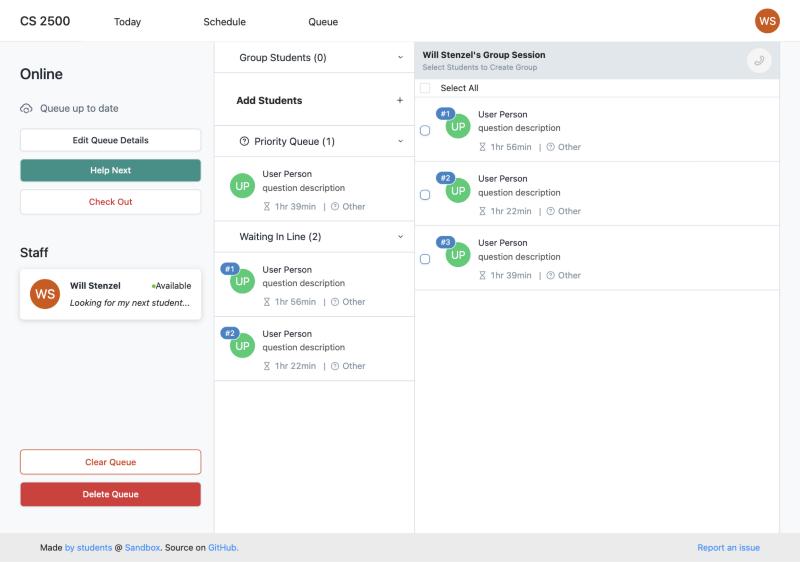 CS 2500 Today Schedule Queue WS
Online
Queue up to date
Edit Queue Details
Help Next
Check Out
Staff
WS
Will Stenzel Available
Looking for my next student...
Clear Queue
Delete Queue
Group Students (0)
Add Students +
Priority Queue (1)
UP
User Person
question description
1hr 39min | Other
Waiting In Line (2)
#1
UP
User Person
question description
1hr 56min | Other
#2
UP
User Person
question description
1hr 22min | Other
Will Stenzel's Group Session
Select Students to Create Group
Select All
#1
UP
User Person
question description
1hr 56min | Other
#2
UP
User Person
question description
1hr 22min | Other
#3
UP
User Person
question description
1hr 39min | Other
Made by students @ Sandbox. Source on GitHub. Report an issue